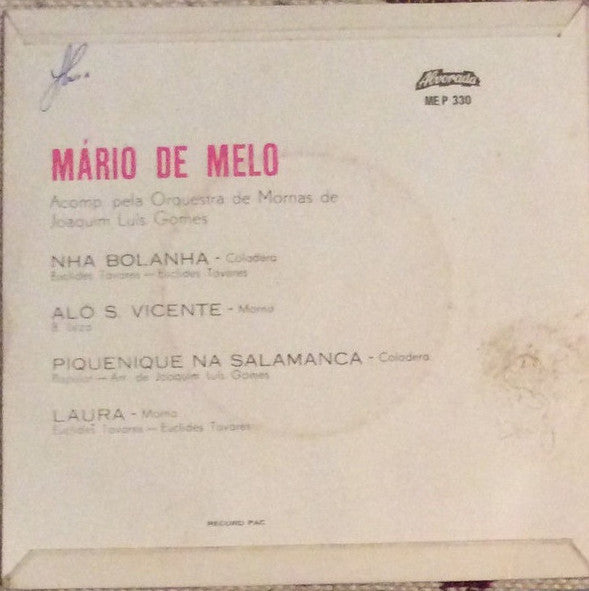 Alvorada
MEP 330
MÁRIO DE MELO
Acomp. pela Orquestra de Mornas de
Joaquim Luís Gomes
NHA BOLANHA - Coladera
Euclides Tavares — Euclides Tavares
ALÔ S. VICENTE - Morna
B.
PIQUENIQUE NA SALAMANCA - Coladera
Popular — Arr. de Joaquim Luís Gomes
LAURA - Morna
Euclides Tavares — Euclides Tavares
RECORD PAC